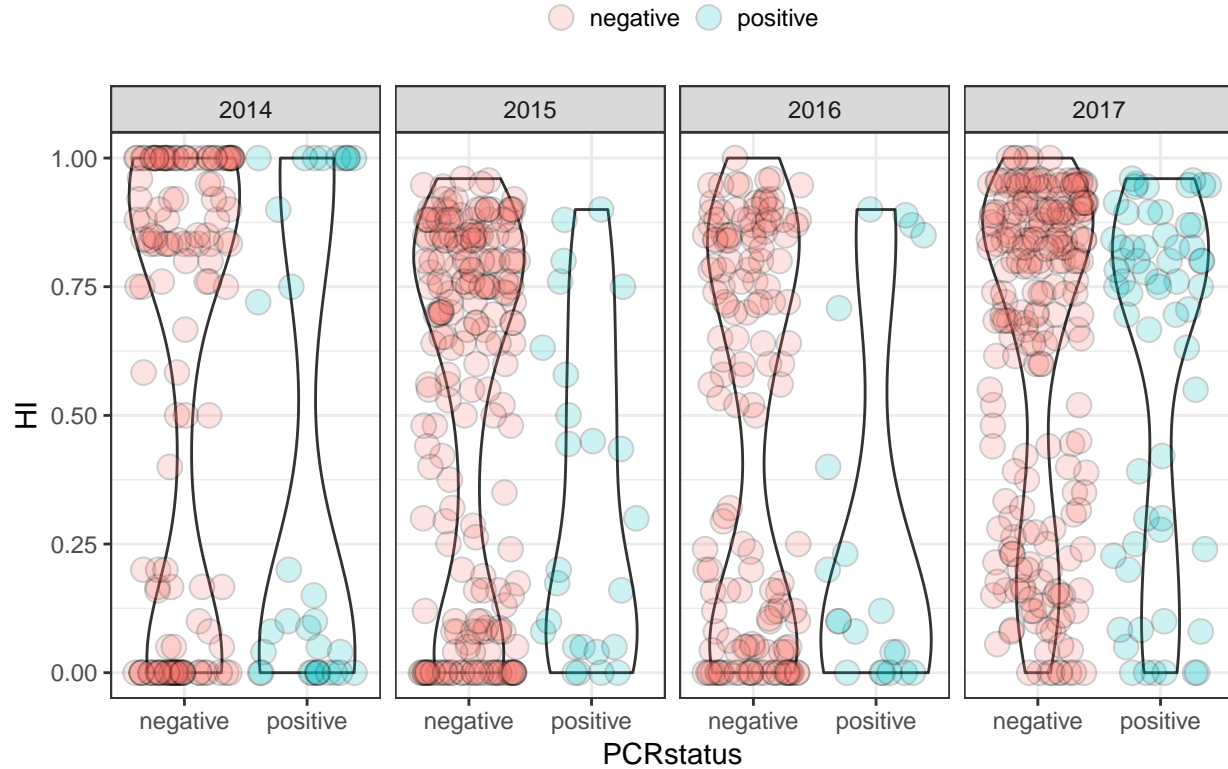 negative positive
2014 2015 2016 2017
1.00
0.75
0.50
0.25
0.00
HI
negative positive negative positive negative positive negative positive
PCRstatus